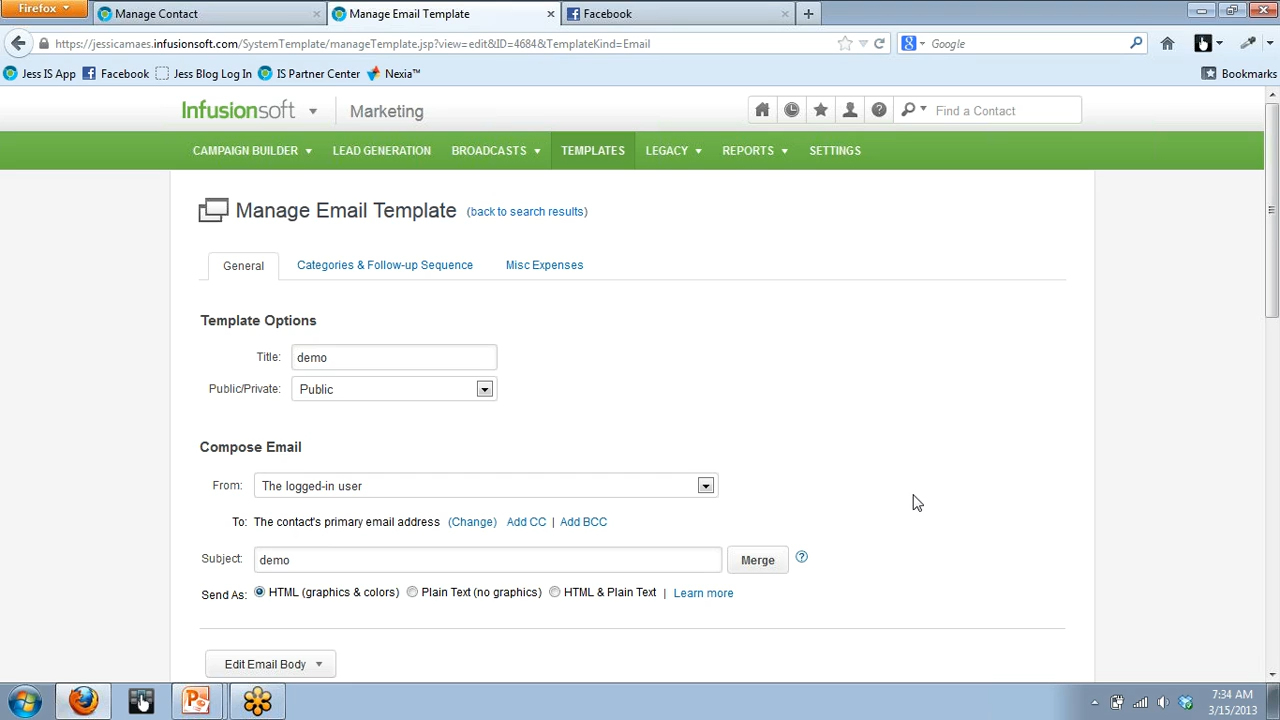 Firefox
Manage Contact
Manage Email Template
Facebook
https://jessicamaes.infusionsoft.com/SystemTemplate/manageTemplate.jsp?view=edit&ID=4684&TemplateKind=Email
Google
Jess IS App Facebook Jess Blog Log In IS Partner Center Nexia™ Bookmarks
Infusionsoft Marketing Find a Contact
CAMPAIGN BUILDER LEAD GENERATION BROADCASTS TEMPLATES LEGACY REPORTS SETTINGS
Manage Email Template (back to search results)
General Categories & Follow-up Sequence Misc Expenses
Template Options
Title: demo
Public/Private: Public
Compose Email
From: The logged-in user
To: The contact's primary email address (Change) Add CC | Add BCC
Subject: demo Merge ?
Send As: HTML (graphics & colors) Plain Text (no graphics) HTML & Plain Text | Learn more
Edit Email Body
7:34 AM
3/15/2013